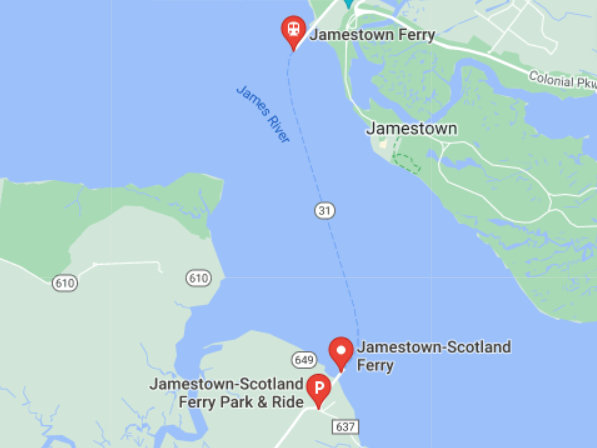 Jamestown Ferry
Colonial Pkw
James River
Jamestown
31
610
610
Jamestown-Scotland
Ferry
649
Jamestown-Scotland
Ferry Park & Ride
P
637